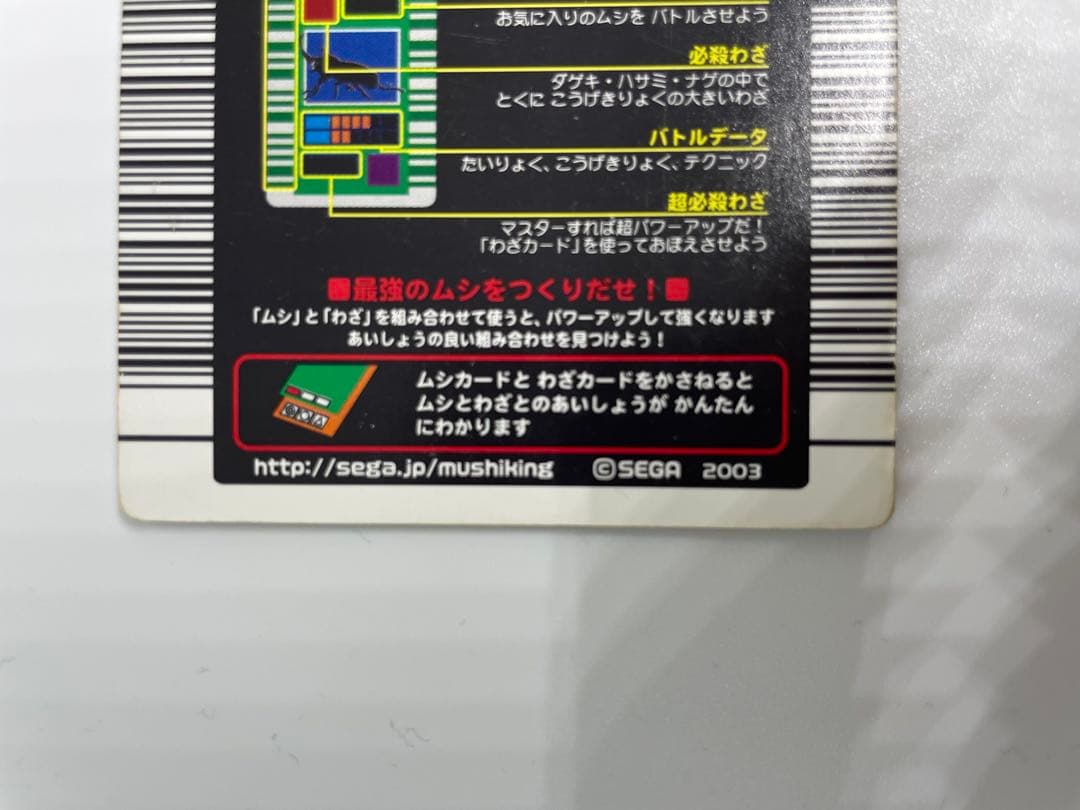 お気に入りのムシを バトルさせよう
必殺わざ
ダゲキ・ハサミ・ナゲの中で
とくに こうげきりょくの大きいわざ
バトルデータ
たいりょく、こうげきりょく、テクニック
超必殺わざ
マスターすれば超パワーアップだ!
「わざカード」を使っておぼえさせよう
最強のムシをつくりだせ!
「ムシ」と「わざ」を組み合わせて使うと、パワーアップして強くなります
あいしょうの良い組み合わせを見つけよう!
ムシカードと わざカードをかさねると
ムシとわざとのあいしょうが かんたん
にわかります
http://sega.jp/mushiking ©SEGA 2003